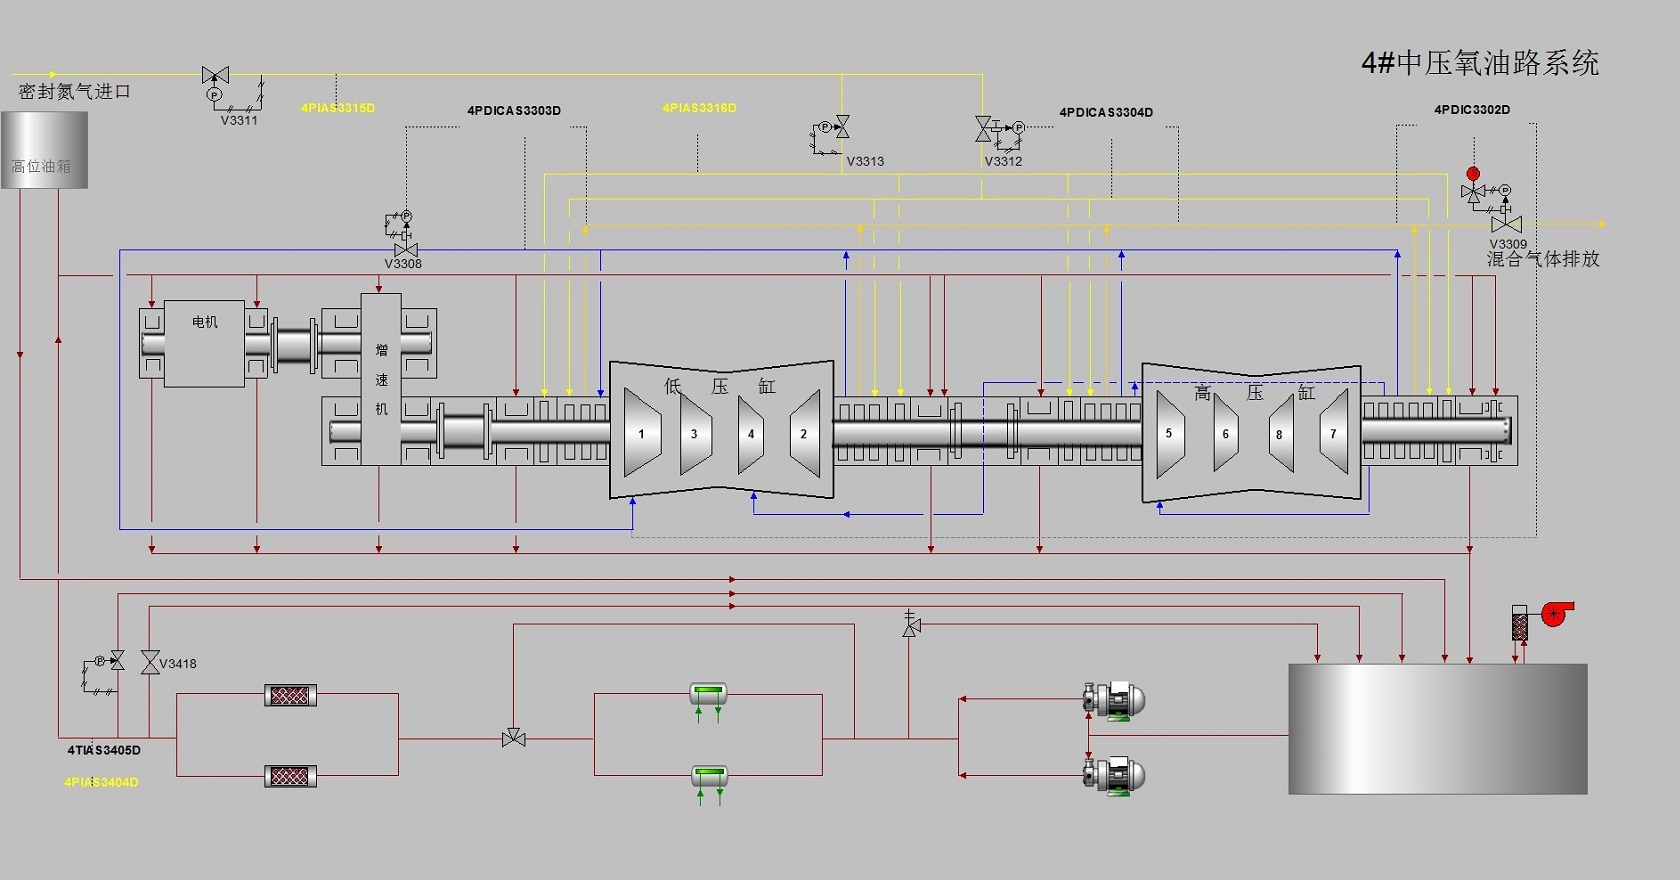 4#中压氧油路系统
密封氮气进口
V3311
4PIAS3315D
4PDICAS3303D
4PIAS3316D
4PDICAS3304D
4PDIC3302D
高位油箱
V3313
V3312
P
P
P
P
P
V3308
V3309
混合气体排放
电机
增速机
低压缸
高压缸
1
3
4
2
5
6
8
7
P
V3418
4TIAS3405D
4PIAS3404D